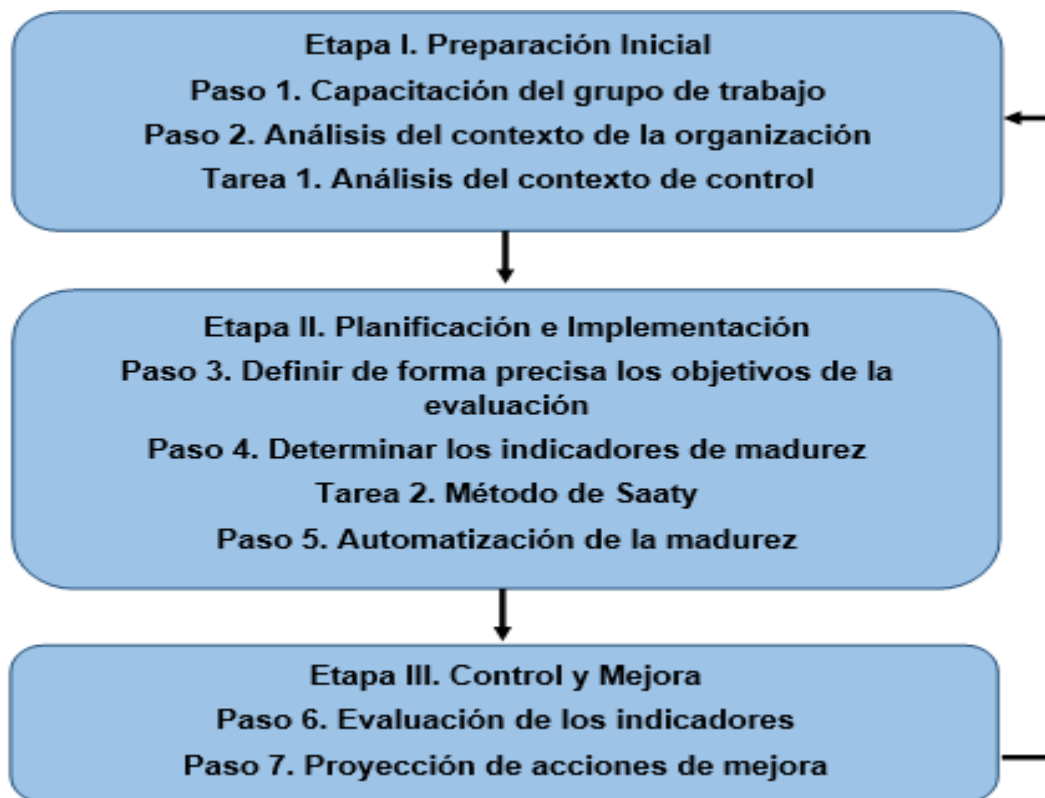 Etapa I. Preparación Inicial
Paso 1. Capacitación del grupo de trabajo
Paso 2. Análisis del contexto de la organización
Tarea 1. Análisis del contexto de control
Etapa II. Planificación e Implementación
Paso 3. Definir de forma precisa los objetivos de la
evaluación
Paso 4. Determinar los indicadores de madurez
Tarea 2. Método de Saaty
Paso 5. Automatización de la madurez
Etapa III. Control y Mejora
Paso 6. Evaluación de los indicadores
Paso 7. Proyección de acciones de mejora